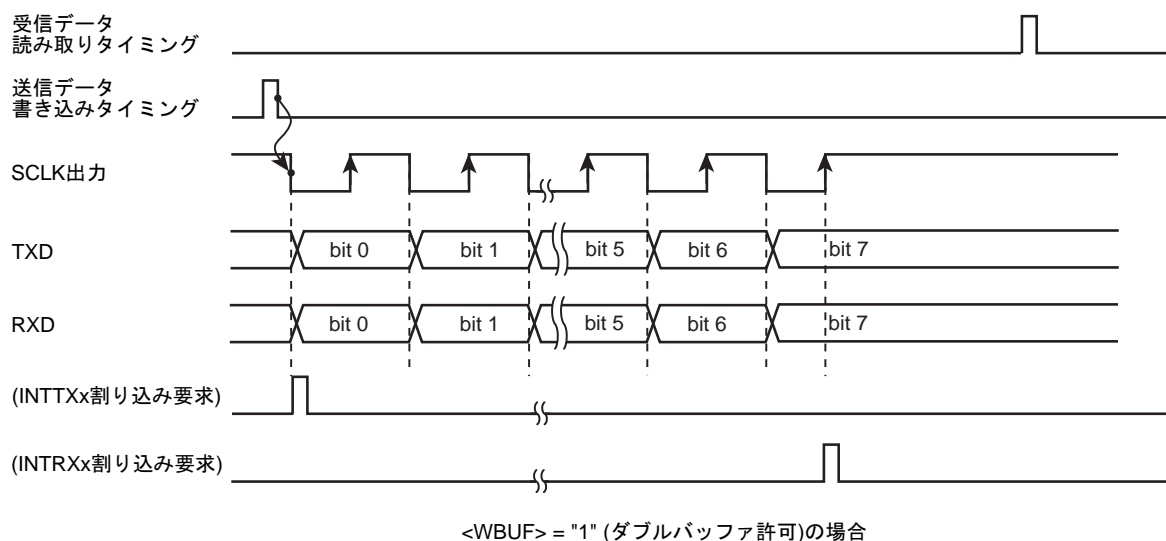 受信データ
読み取りタイミング
送信データ
書き込みタイミング
SCLK出力
TXD
bit 0 bit 1 bit 5 bit 6 bit 7
RXD
bit 0 bit 1 bit 5 bit 6 bit 7
(INTTXx割り込み要求)
(INTRXx割り込み要求)
<WBUF> = "1" (ダブルバッファ許可)の場合